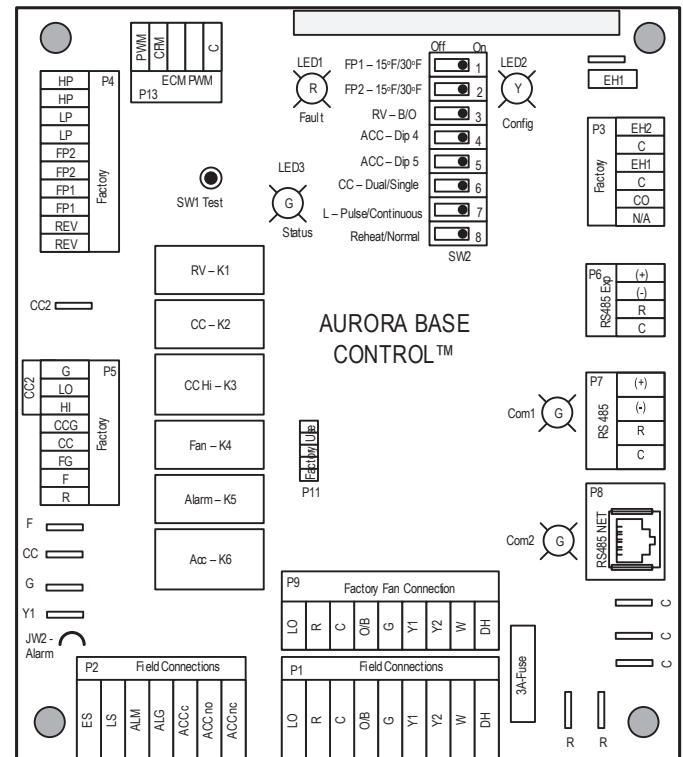 PWM
CFM
C
ECM PWM
P13
HP
HP
LP
LP
FP2
FP2
FP1
FP1
REV
REV
P4
Factory
LED1
R
Fault
Off
On
FP1 – 15°F/30°F
1
FP2 – 15°F/30°F
2
RV – B/O
3
ACC – Dip 4
4
ACC – Dip 5
5
CC – Dual/Single
6
L – Pulse/Continuous
7
Reheat/Normal
8
SW2
LED2
Y
Config
EH1
P3
Factory
EH2
C
EH1
C
CO
N/A
SW1 Test
LED3
G
Status
RV – K1
CC – K2
CC Hi – K3
Fan – K4
Alarm – K5
Acc – K6
AURORA BASE
CONTROL™
P6
RS485 Exp
(+)
(-)
R
C
CC2
CC2
G
LO
HI
CCG
CC
FG
F
R
P5
Factory
Factory Use
P11
Com1
G
P7
RS 485
(+)
(-)
R
C
Com2
G
P8
RS485 NET
F
CC
G
Y1
JW2 -
Alarm
P9
Factory Fan Connection
LO
R
C
O/B
G
Y1
Y2
W
DH
P2
Field Connections
ES
LS
ALM
ALG
ACC c
ACC no
ACC nc
P1
Field Connections
LO
R
C
O/B
G
Y1
Y2
W
DH
3A-Fuse
C
C
C
R
R